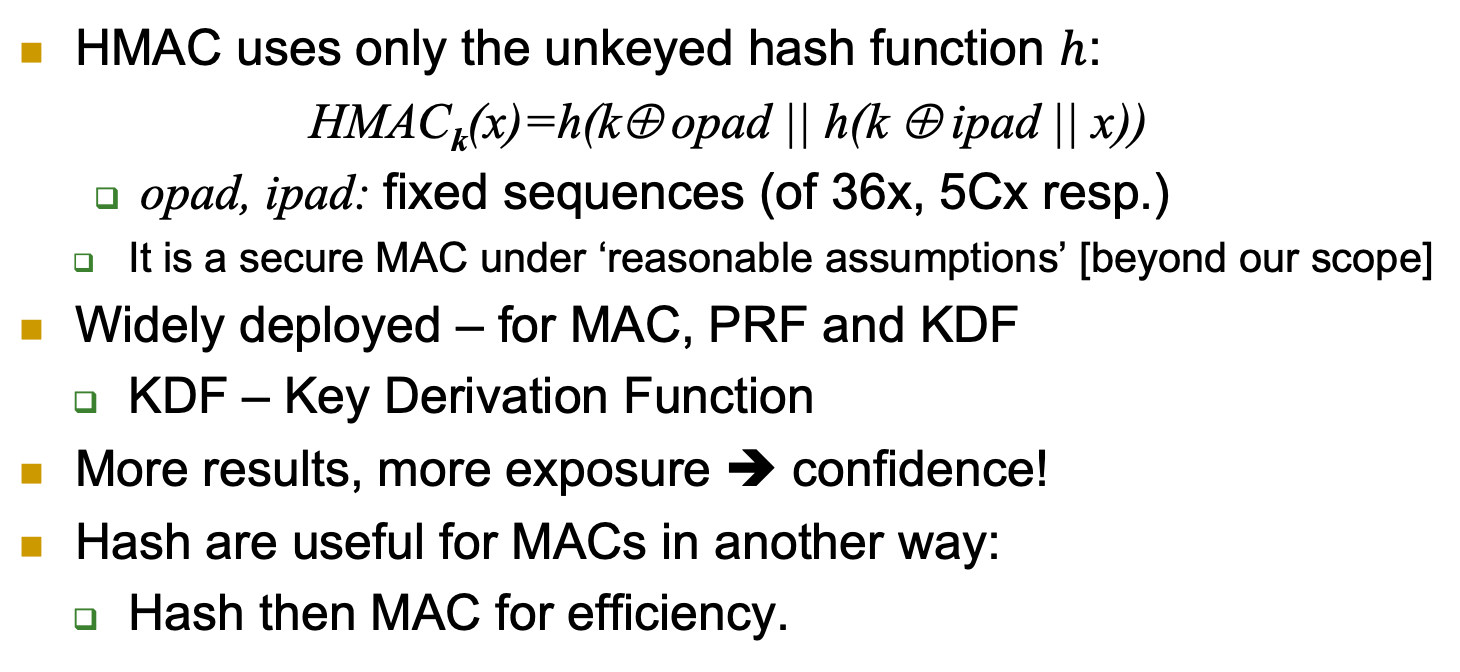 HMAC uses only the unkeyed hash function h:
HMACk(x)=h(k⊕opad || h(k ⊕ipad || x))
opad, ipad: fixed sequences (of 36x, 5Cx resp.)
It is a secure MAC under ‘reasonable assumptions’ [beyond our scope]
Widely deployed – for MAC, PRF and KDF
KDF – Key Derivation Function
More results, more exposure ➔ confidence!
Hash are useful for MACs in another way:
Hash then MAC for efficiency.